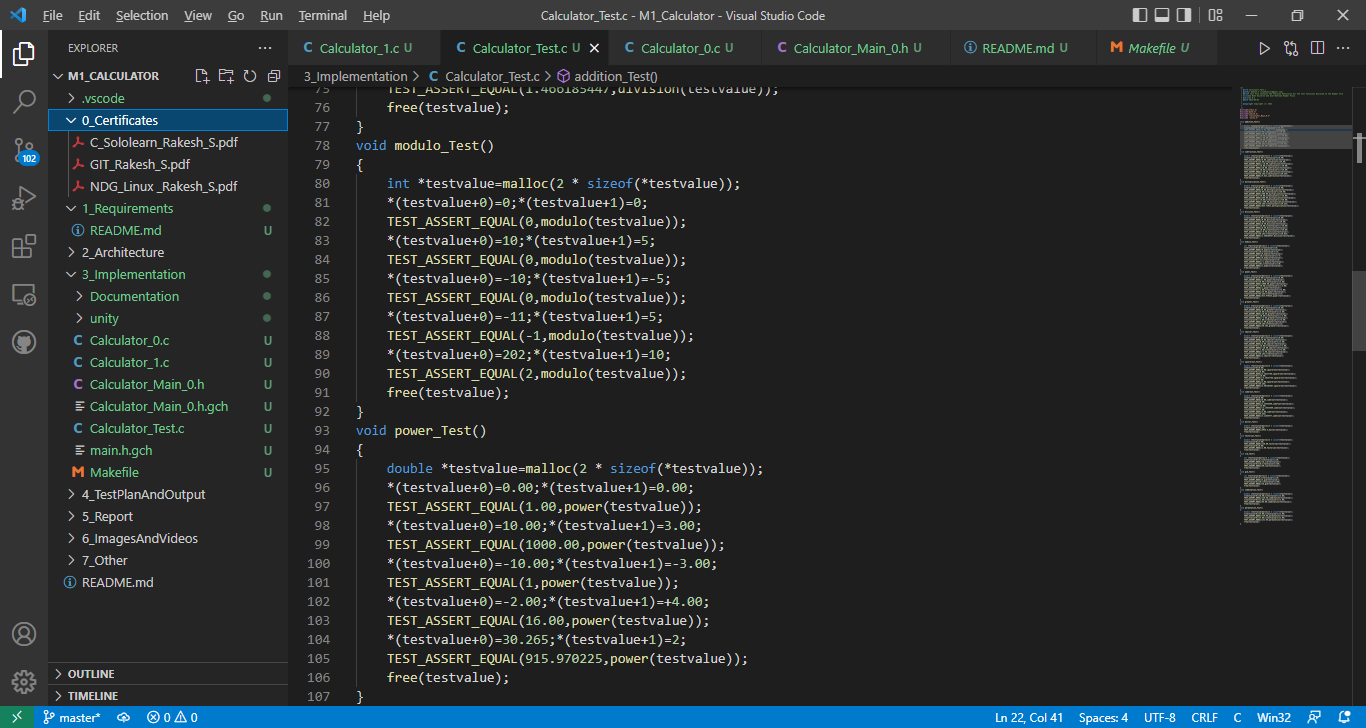 File Edit Selection View Go Run Terminal Help Calculator_Test.c - M1_Calculator - Visual Studio Code
EXPLORER
M1_CALCULATOR
.vscode
0_Certificates
C_Sololearn_Rakesh_S.pdf
GIT_Rakesh_S.pdf
NDG_Linux _Rakesh_S.pdf
1_Requirements
README.md U
2_Architecture
3_Implementation
Documentation
unity
C Calculator_0.c U
C Calculator_1.c U
C Calculator_Main_0.h U
Calculator_Main_0.h.gch U
C Calculator_Test.c U
main.h.gch U
M Makefile U
4_TestPlanAndOutput
5_Report
6_ImagesAndVideos
7_Other
README.md
OUTLINE
TIMELINE
102
C Calculator_1.c U C Calculator_Test.c U C Calculator_0.c U C Calculator_Main_0.h U README.md U M Makefile U
3_Implementation > C Calculator_Test.c > addition_Test()
75 TEST_ASSERT_EQUAL(1.466185447,division(testvalue));
76 free(testvalue);
77 }
78 void modulo_Test()
79 {
80 int *testvalue=malloc(2 * sizeof(*testvalue));
81 *(testvalue+0)=0;*(testvalue+1)=0;
82 TEST_ASSERT_EQUAL(0,modulo(testvalue));
83 *(testvalue+0)=10;*(testvalue+1)=5;
84 TEST_ASSERT_EQUAL(0,modulo(testvalue));
85 *(testvalue+0)=-10;*(testvalue+1)=-5;
86 TEST_ASSERT_EQUAL(0,modulo(testvalue));
87 *(testvalue+0)=-11;*(testvalue+1)=5;
88 TEST_ASSERT_EQUAL(-1,modulo(testvalue));
89 *(testvalue+0)=202;*(testvalue+1)=10;
90 TEST_ASSERT_EQUAL(2,modulo(testvalue));
91 free(testvalue);
92 }
93 void power_Test()
94 {
95 double *testvalue=malloc(2 * sizeof(*testvalue));
96 *(testvalue+0)=0.00;*(testvalue+1)=0.00;
97 TEST_ASSERT_EQUAL(1.00,power(testvalue));
98 *(testvalue+0)=10.00;*(testvalue+1)=3.00;
99 TEST_ASSERT_EQUAL(1000.00,power(testvalue));
100 *(testvalue+0)=-10.00;*(testvalue+1)=-3.00;
101 TEST_ASSERT_EQUAL(1,power(testvalue));
102 *(testvalue+0)=-2.00;*(testvalue+1)=+4.00;
103 TEST_ASSERT_EQUAL(16.00,power(testvalue));
104 *(testvalue+0)=30.265;*(testvalue+1)=2;
105 TEST_ASSERT_EQUAL(915.970225,power(testvalue));
106 free(testvalue);
107 }
master* 0 0 Ln 22, Col 41 Spaces: 4 UTF-8 CRLF C Win32